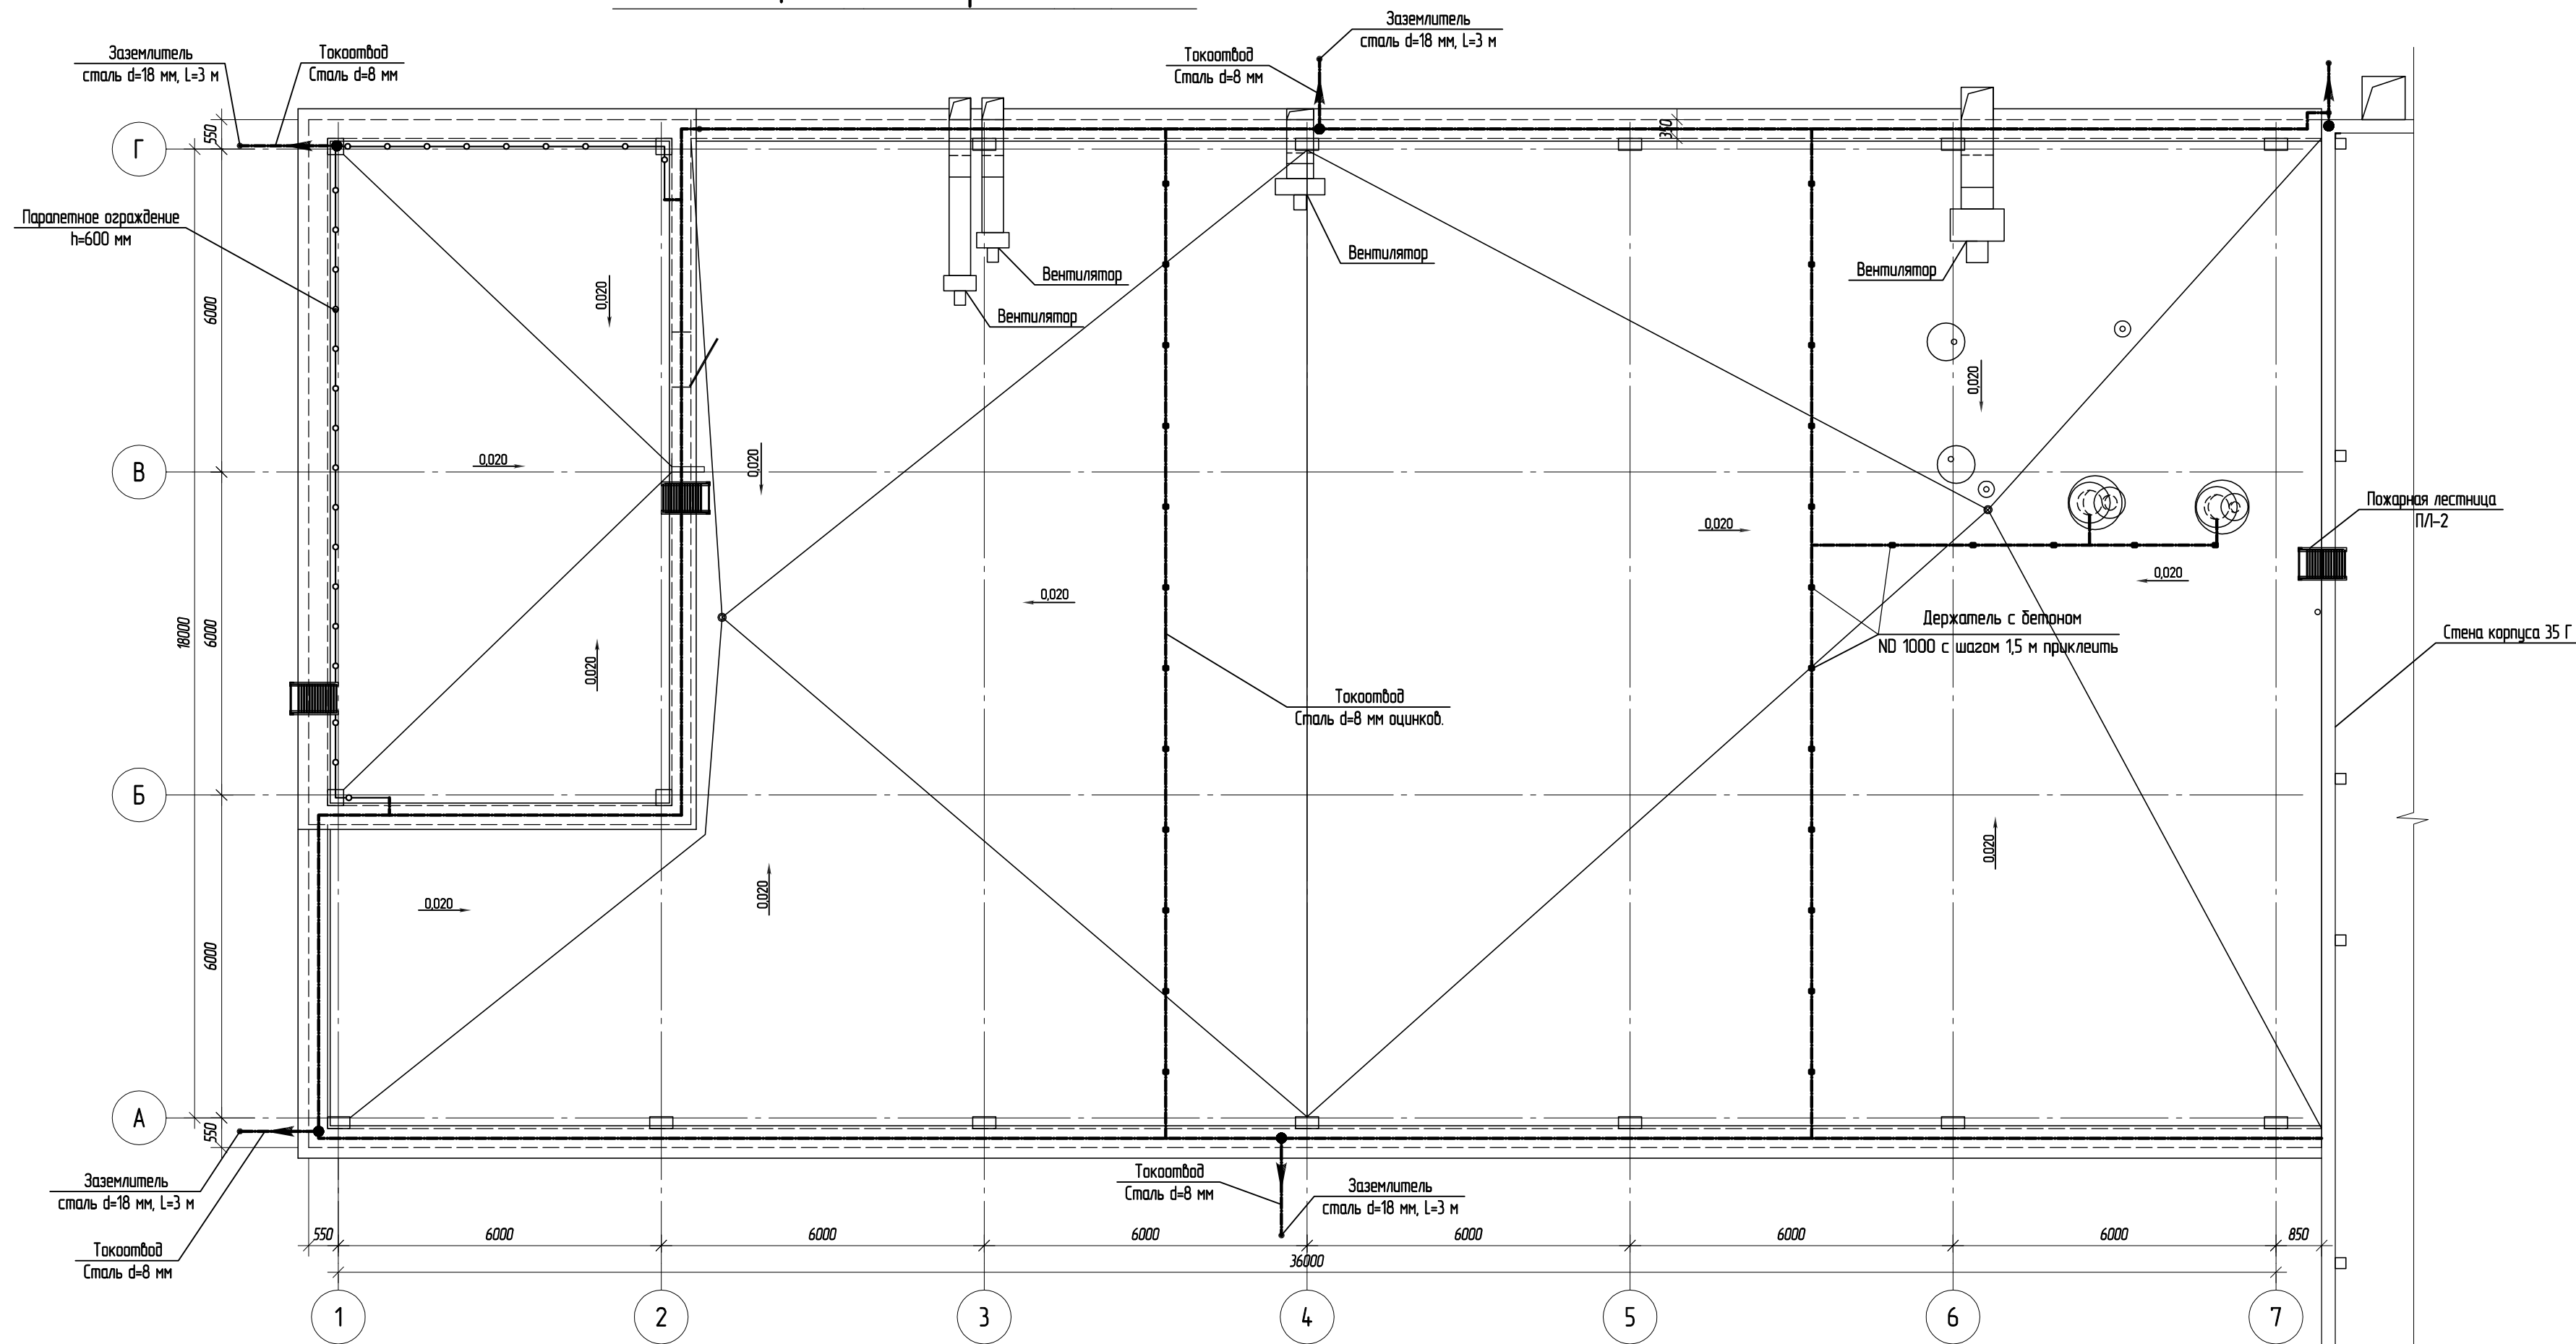 Заземлитель
сталь d=18 мм, L=3 м
Токоотвод
Сталь d=8 мм
Токоотвод
Сталь d=8 мм
Заземлитель
сталь d=18 мм, L=3 м
550
Г
350
Парапетное ограждение
h=600 мм
6000
0,020
Вентилятор
Вентилятор
Вентилятор
Вентилятор
0,020
В
0,020
0,020
Пожарная лестница
ПЛ-2
0,020
0,020
0,020
18000
6000
0,020
Держатель с бетоном
ND 1000 с шагом 1,5 м приклеить
Стена корпуса 35 Г
Токоотвод
Сталь d=8 мм оцинков.
Б
0,020
0,020
0,020
6000
А
550
Заземлитель
сталь d=18 мм, L=3 м
Токоотвод
Сталь d=8 мм
Токоотвод
Сталь d=8 мм
Заземлитель
сталь d=18 мм, L=3 м
550
6000
6000
6000
6000
6000
6000
850
36000
1
2
3
4
5
6
7